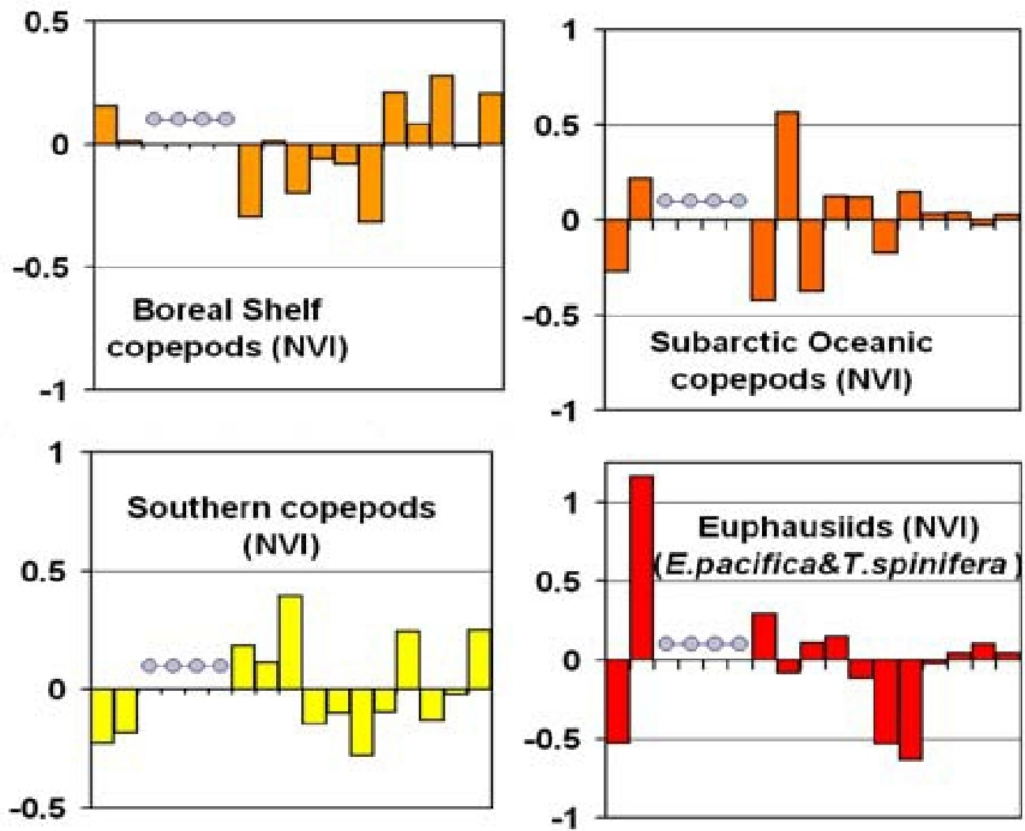 0.5
0
-0.5
-1
Boreal Shelf
copepods (NVI)
1
0.5
0
-0.5
-1
Subarctic Oceanic
copepods (NVI)
1
0.5
0
-0.5
Southern copepods
(NVI)
1
0.5
0
-0.5
-1
Euphausiids (NVI)
(E.pacifica&T.spinifera)